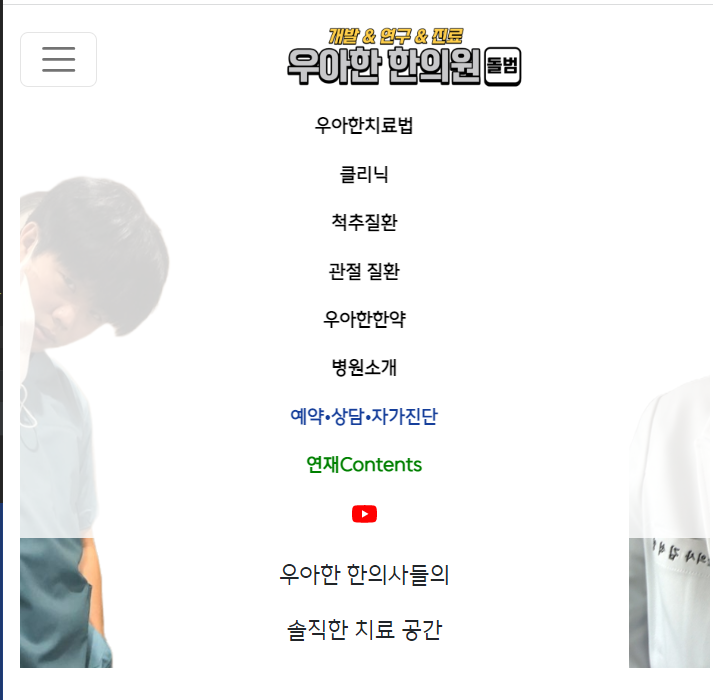 개발 & 연구 & 진료
우아한 한의원 돌범
우아한치료법
클리닉
척추질환
관절 질환
우아한한약
병원소개
예약•상담•자가진단
연재Contents
우아한 한의사들의
솔직한 치료 공간